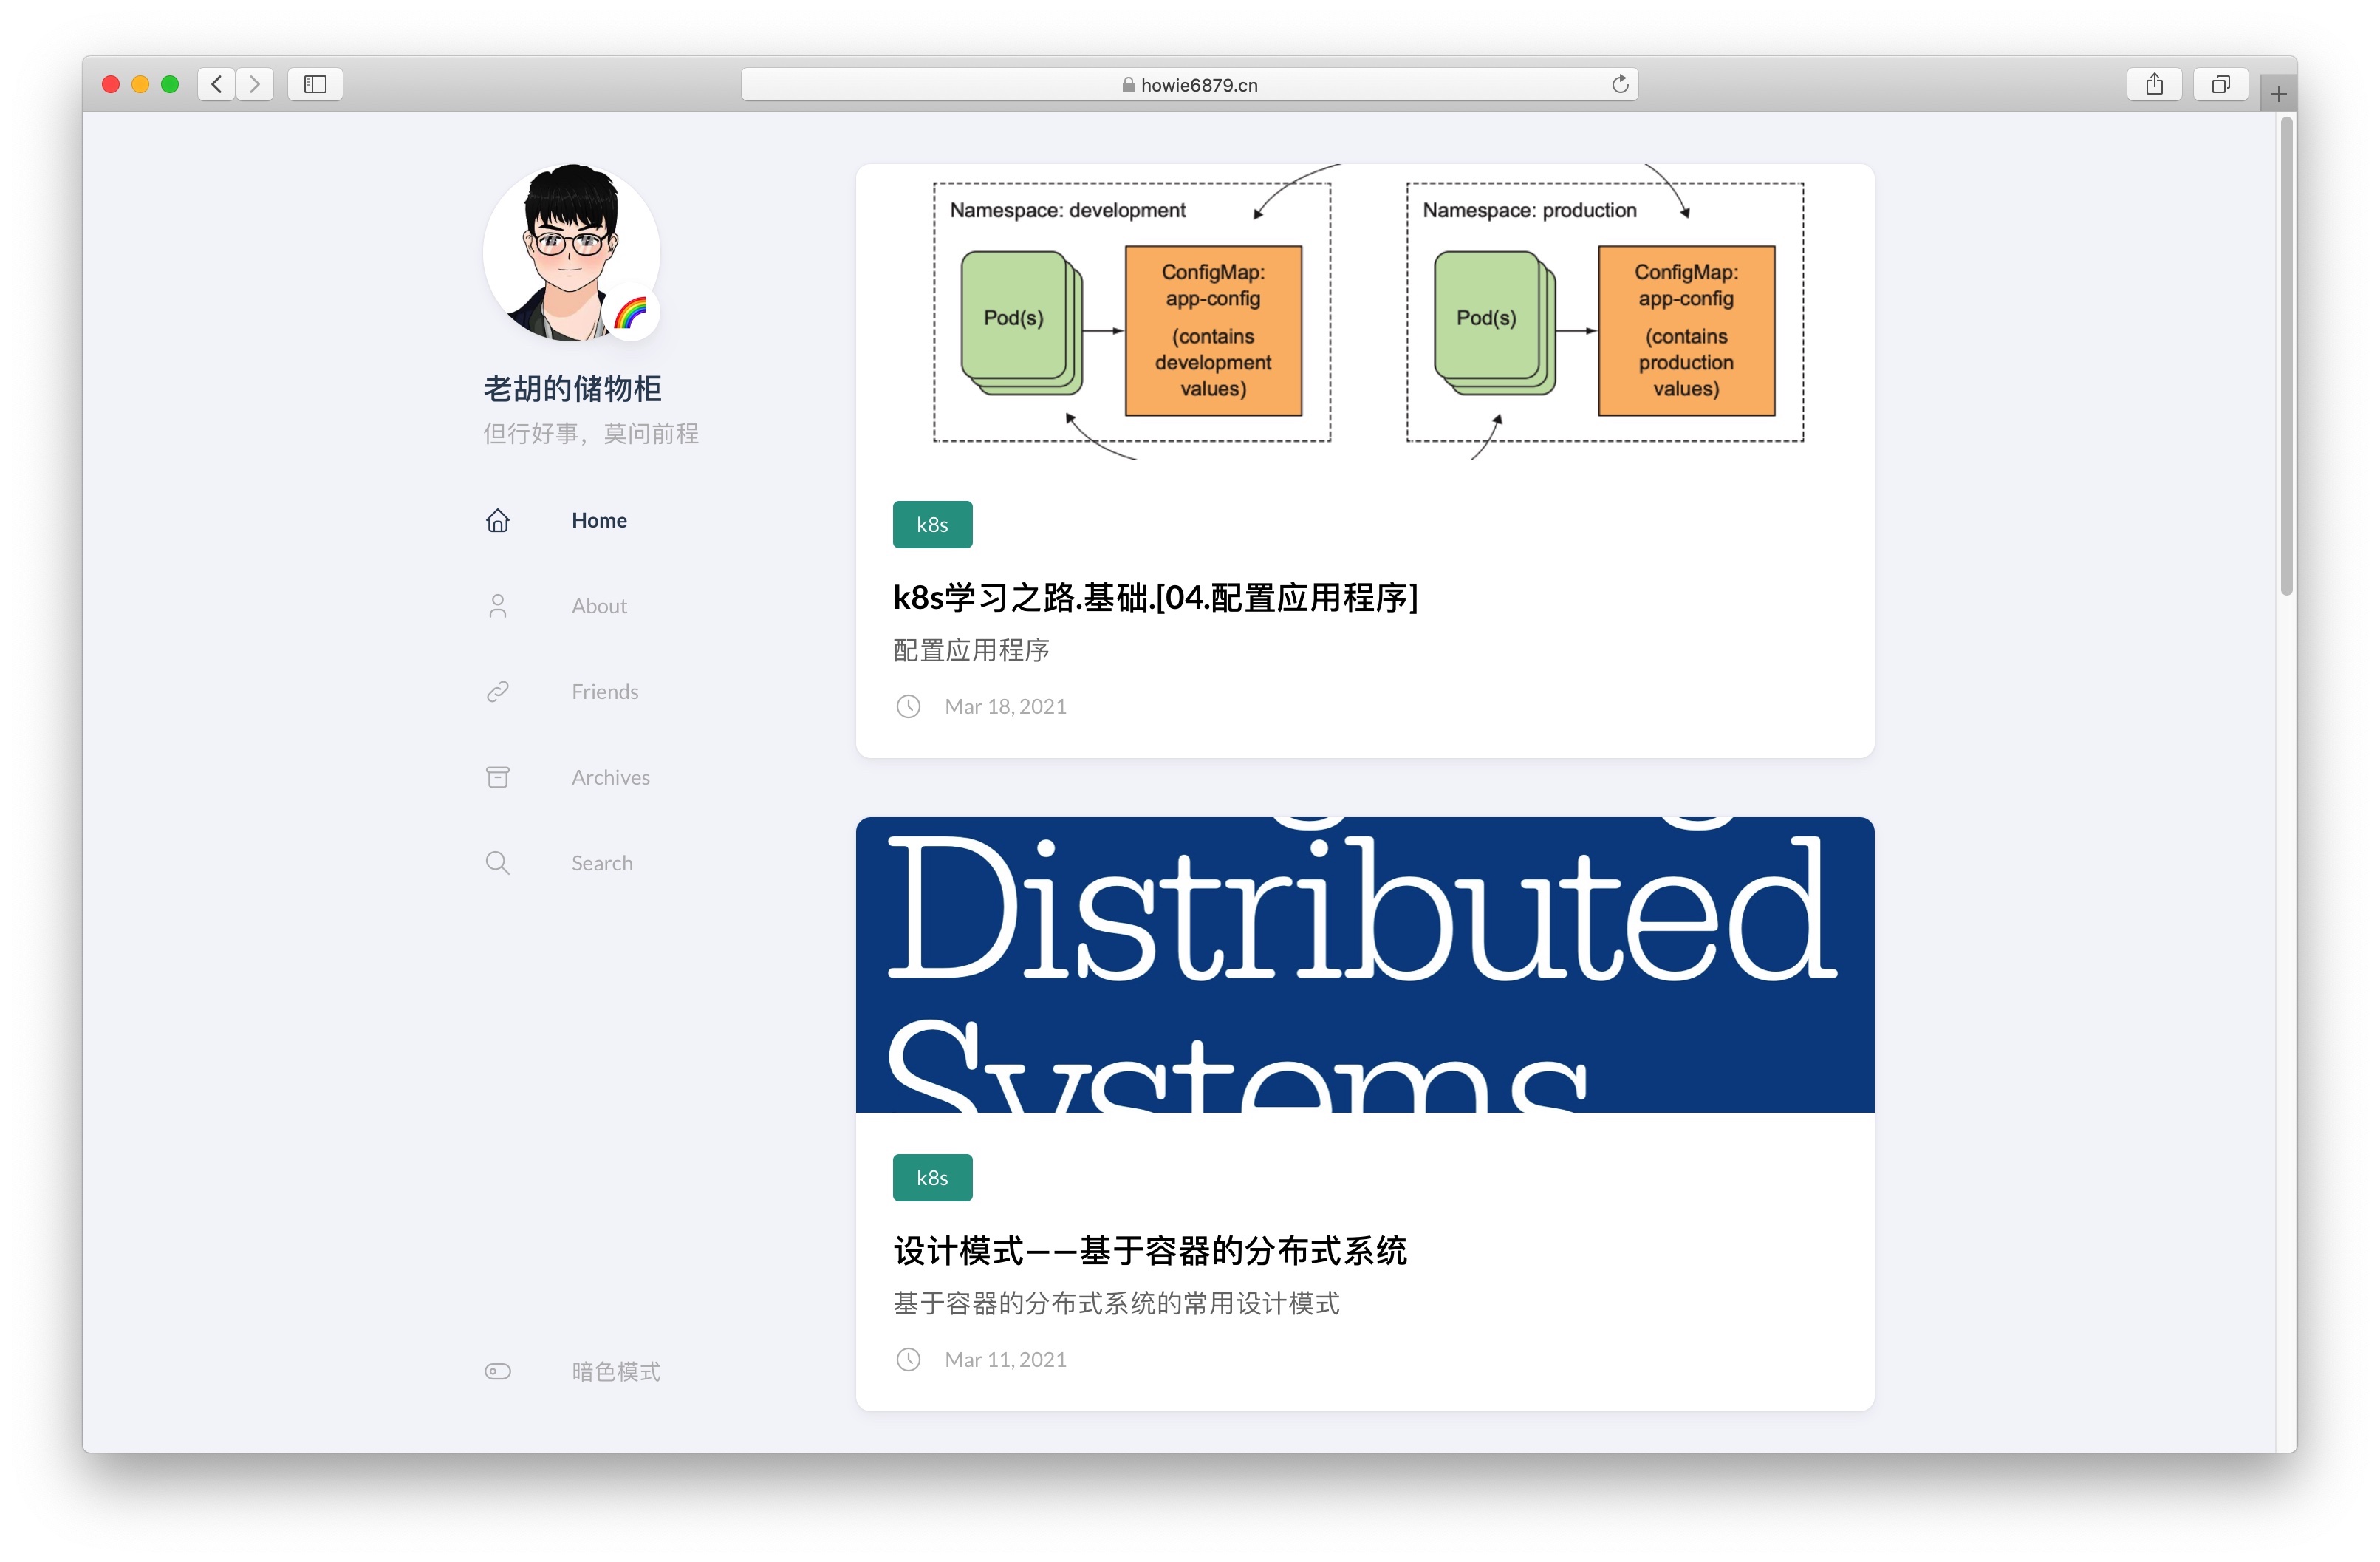 howie6879.cn
老胡的储物柜
但行好事，莫问前程
Home
About
Friends
Archives
Search
暗色模式
Namespace: development
Pod(s)
ConfigMap:
app-config
(contains
development
values)
Namespace: production
Pod(s)
ConfigMap:
app-config
(contains
production
values)
k8s
k8s学习之路.基础.[04.配置应用程序]
配置应用程序
Mar 18, 2021
Distributed
Systems
k8s
设计模式——基于容器的分布式系统
基于容器的分布式系统的常用设计模式
Mar 11, 2021